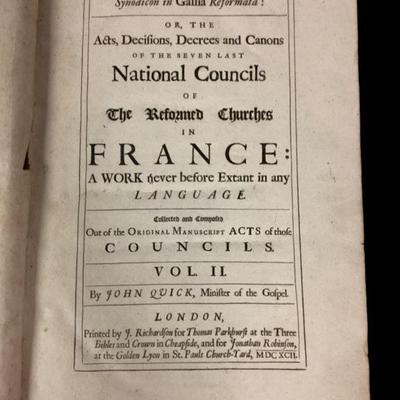 Synodicon in Gallia Reformata:
OR, THE
Acts, Deciſions, Decrees and Canons
OF THE SEVEN LAST
National Councils
OF
The Reformed Churches
IN
FRANCE:
A WORK never before Extant in any
LANGUAGE.
Collected and Compoſed
Out of the ORIGINAL MANUSCRIPT ACTS of thoſe
COUNCILS.
VOL. II.
By JOHN QUICK, Miniſter of the Goſpel.
LONDON,
Printed by J. Richardſon for Thomas Parkhurſt at the Three
Bibles and Crown in Cheapſide, and for Jonathan Robinſon,
at the Golden Lyon in St. Pauls Church-Yard, MDCXCII.